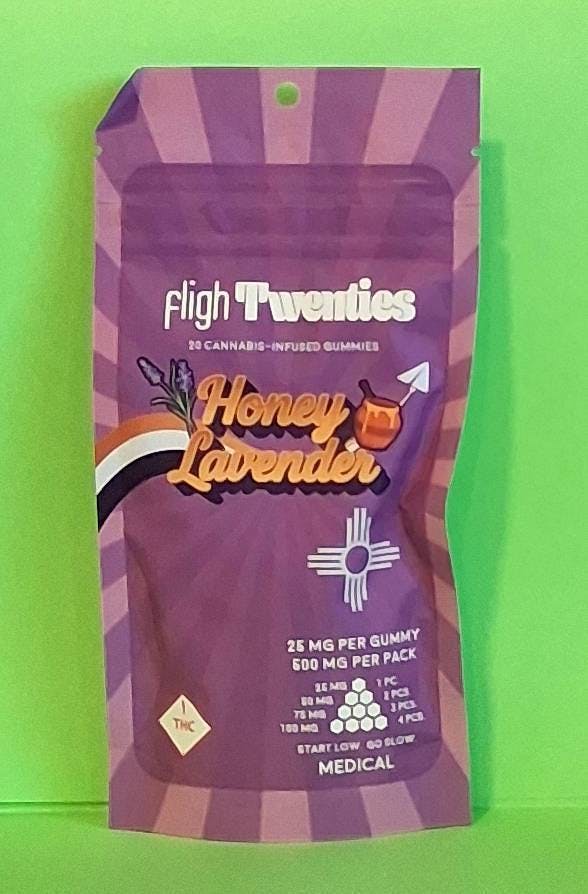 fligh Twenties
20 CANNABIS-INFUSED GUMMIES
Honey
Lavender
25 MG PER GUMMY
500 MG PER PACK
25 MG 1 PC
50 MG 2 PCS
75 MG 3 PCS
100 MG 4 PCS
START LOW GO SLOW
MEDICAL
!
THC